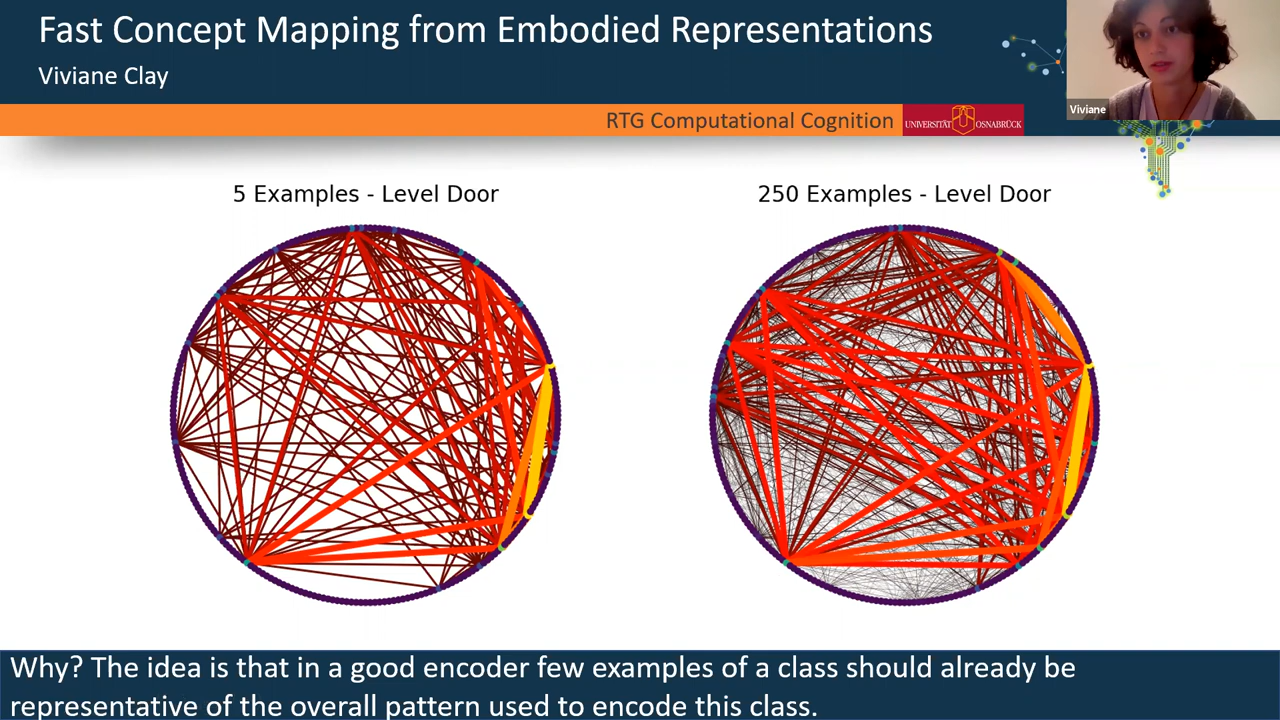 Fast Concept Mapping from Embodied Representations
Viviane Clay
Viviane
RTG Computational Cognition
UNIVERSITÄT OSNABRÜCK
5 Examples - Level Door
250 Examples - Level Door
Why? The idea is that in a good encoder few examples of a class should already be
representative of the overall pattern used to encode this class.